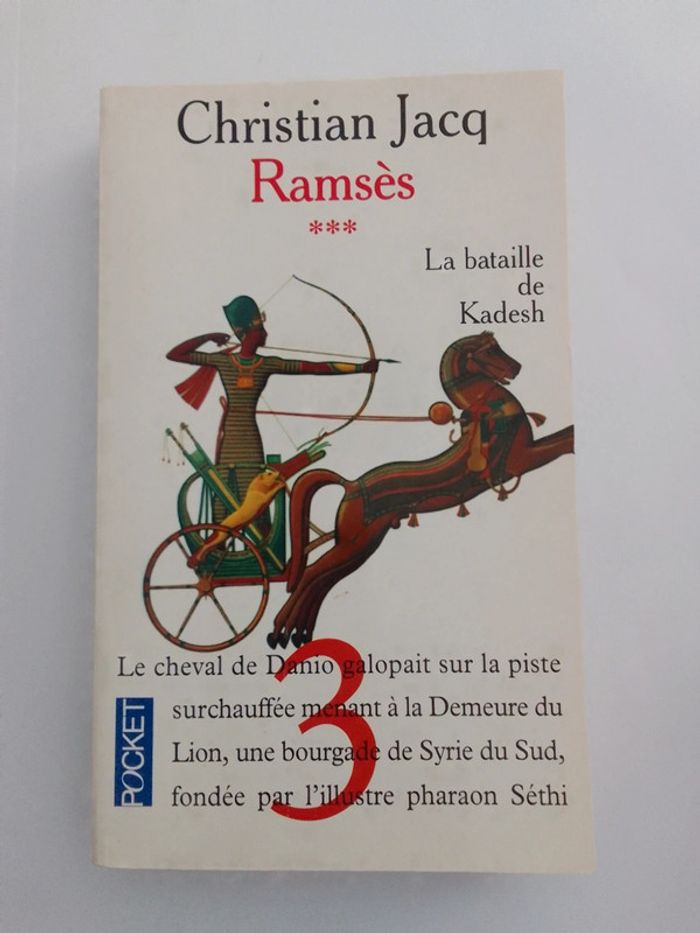 Christian Jacq
Ramsès
***
La bataille
de
Kadesh
Le cheval de Danio galopait sur la piste
surchauffée menant à la Demeure du
Lion, une bourgade de Syrie du Sud,
fondée par l'illustre pharaon Séthi
3
POCKET